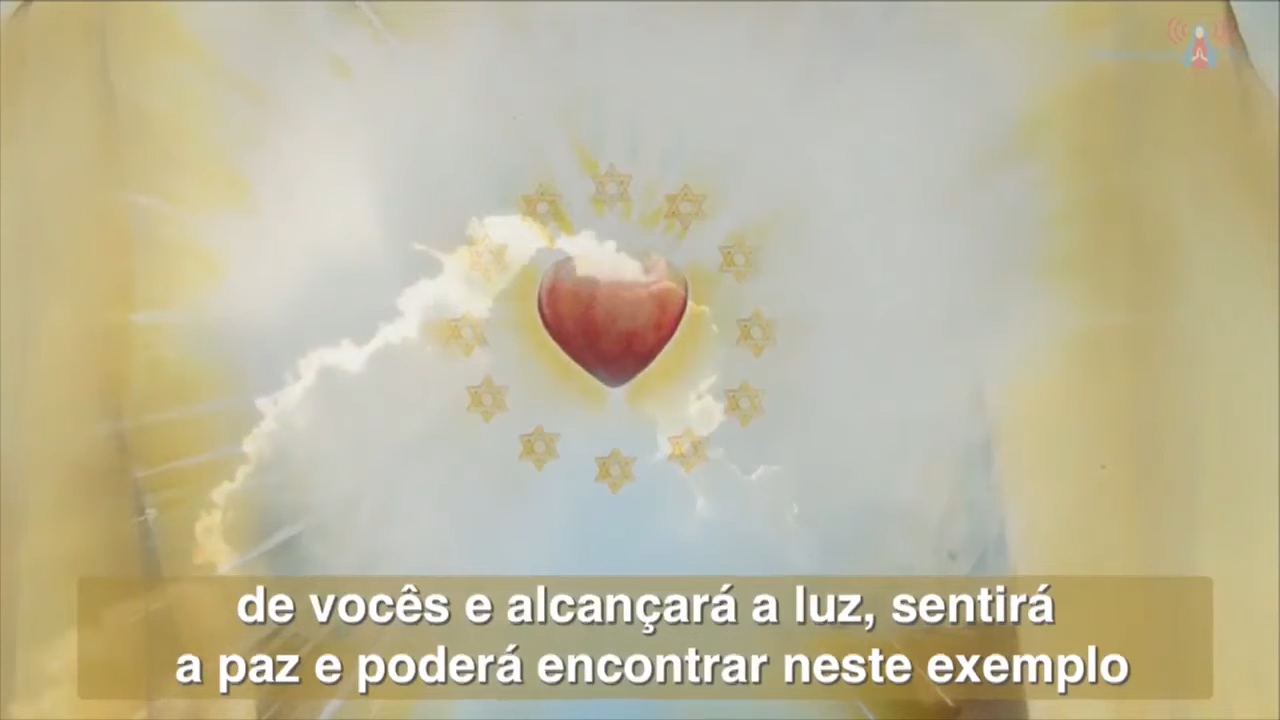 de vocês e alcançará a luz, sentirá
a paz e poderá encontrar neste exemplo